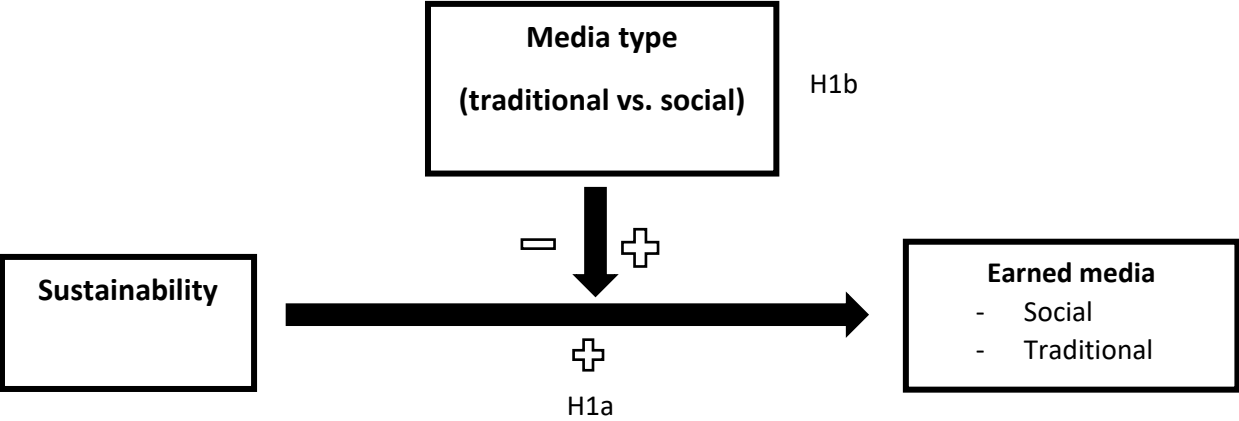 Media type
(traditional vs. social)
H1b
Sustainability
Earned media
- Social
- Traditional
H1a